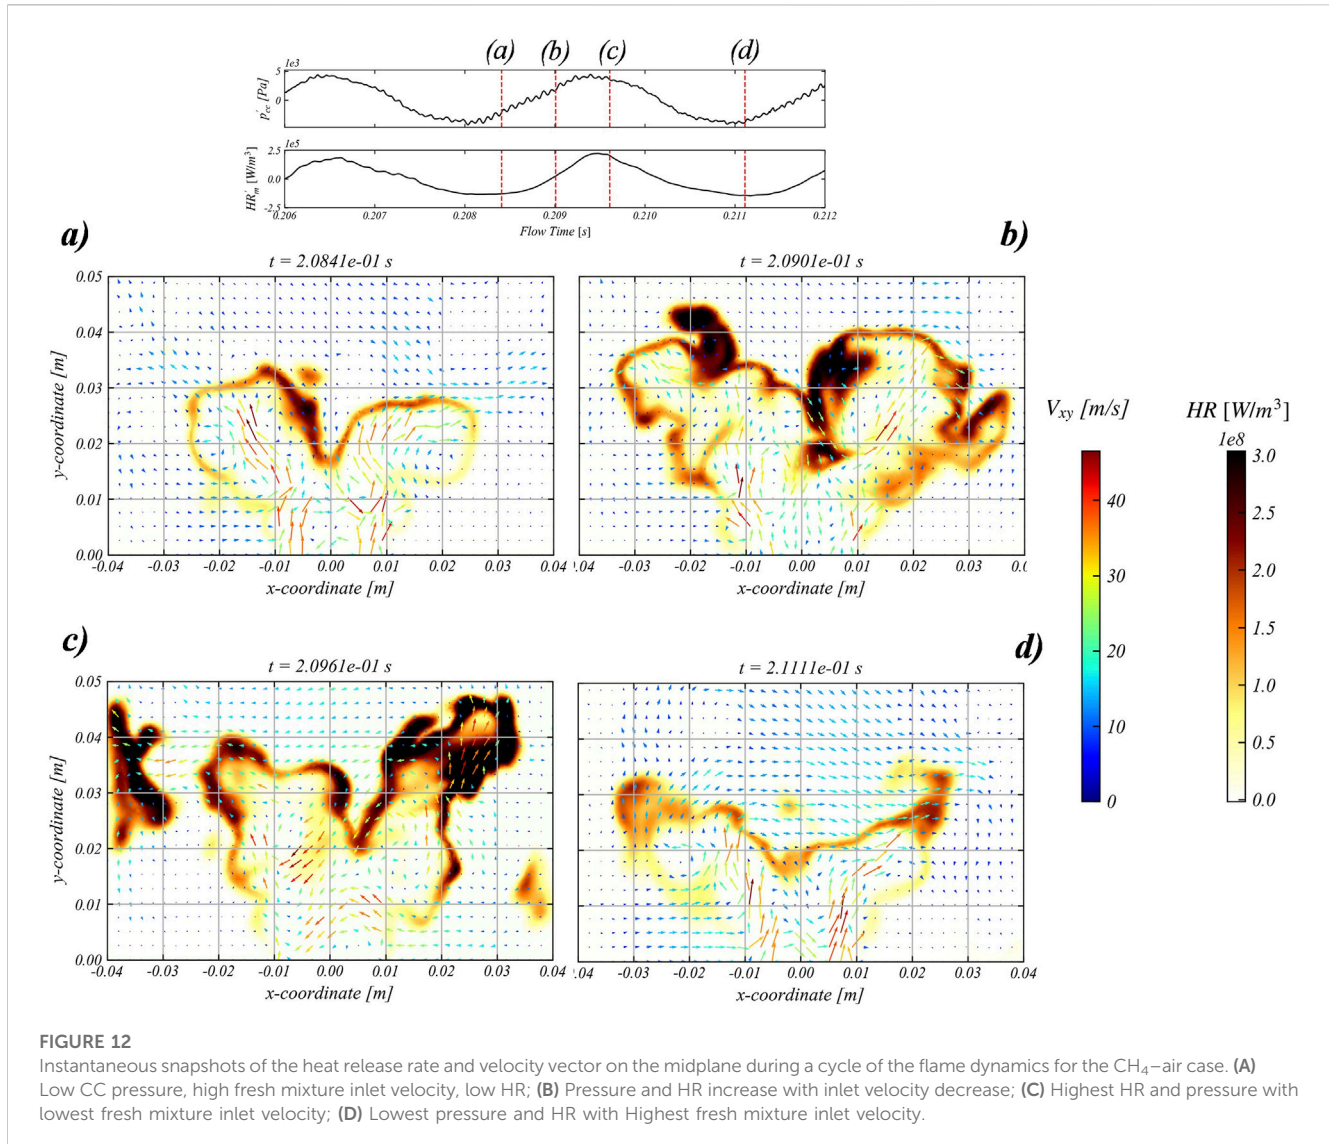 (a) (b) (c) (d)
1e3
5
0
p'cc [Pa]
1e5
2.5
0.0
-2.5
HR'm [W/m³]
0.206 0.207 0.208 0.209 0.210 0.211 0.212
Flow Time [s]
a)
t = 2.0841e-01 s
0.05
0.04
0.03
0.02
0.01
0.00
y-coordinate [m]
-0.04 -0.03 -0.02 -0.01 0.00 0.01 0.02 0.03 0.04
x-coordinate [m]
b)
t = 2.0901e-01 s
.04 -0.03 -0.02 -0.01 0.00 0.01 0.02 0.03 0.0
x-coordinate [m]
c)
t = 2.0961e-01 s
0.05
0.04
0.03
0.02
0.01
0.00
y-coordinate [m]
-0.04 -0.03 -0.02 -0.01 0.00 0.01 0.02 0.03 0.04
x-coordinate [m]
d)
t = 2.1111e-01 s
.04 -0.03 -0.02 -0.01 0.00 0.01 0.02 0.03 0.04
x-coordinate [m]
Vxy [m/s]
40
30
20
10
0
HR [W/m³]
1e8
3.0
2.5
2.0
1.5
1.0
0.5
0.0
FIGURE 12
Instantaneous snapshots of the heat release rate and velocity vector on the midplane during a cycle of the flame dynamics for the CH₄–air case. (A)
Low CC pressure, high fresh mixture inlet velocity, low HR; (B) Pressure and HR increase with inlet velocity decrease; (C) Highest HR and pressure with
lowest fresh mixture inlet velocity; (D) Lowest pressure and HR with Highest fresh mixture inlet velocity.